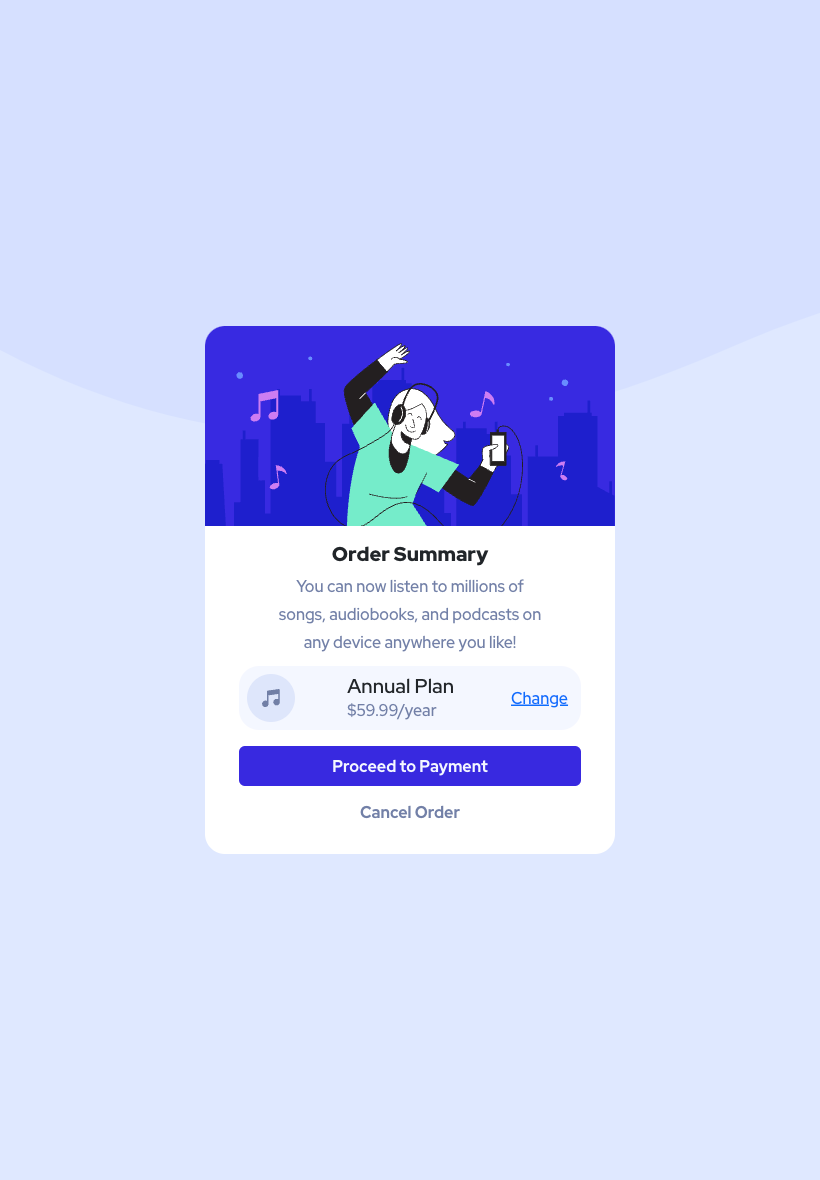 Order Summary
You can now listen to millions of
songs, audiobooks, and podcasts on
any device anywhere you like!
Annual Plan
$59.99/year
Change
Proceed to Payment
Cancel Order